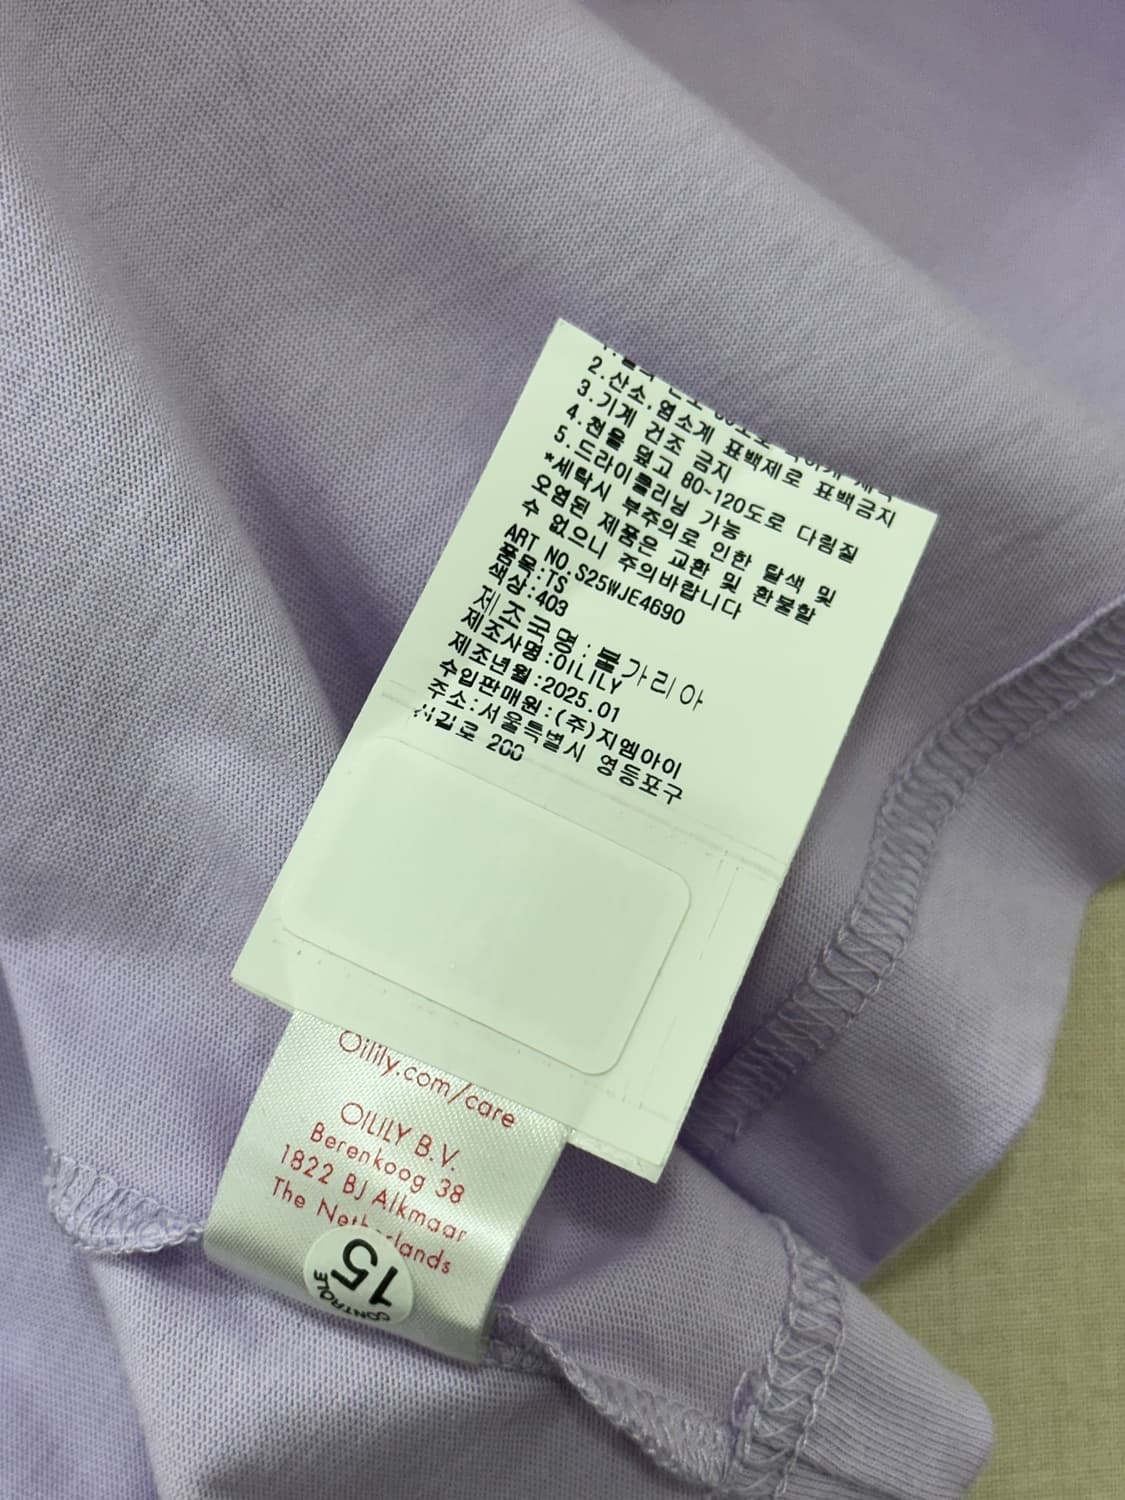 2.산소,염소계 표백제로 표백금지
3.기계 건조 금지
4.천을 덮고 80-120도로 다림질
5.드라이클리닝 가능
*세탁시 부주의로 인한 탈색 및
오염된 제품은 교환 및 환불할
수 없으니 주의바랍니다
ART NO.S25WJE4690
품목:TS
색상:403
제조국명:불가리아
제조사명:OILILY
제조년월:2025.01
수입판매원:(주)지엠아이
주소:서울특별시 영등포구
200
Oilily.com/care
OILILY B.V.
Berenkoog 38
1822 BJ Alkmaar
The Netherlands
CONTROLE
15